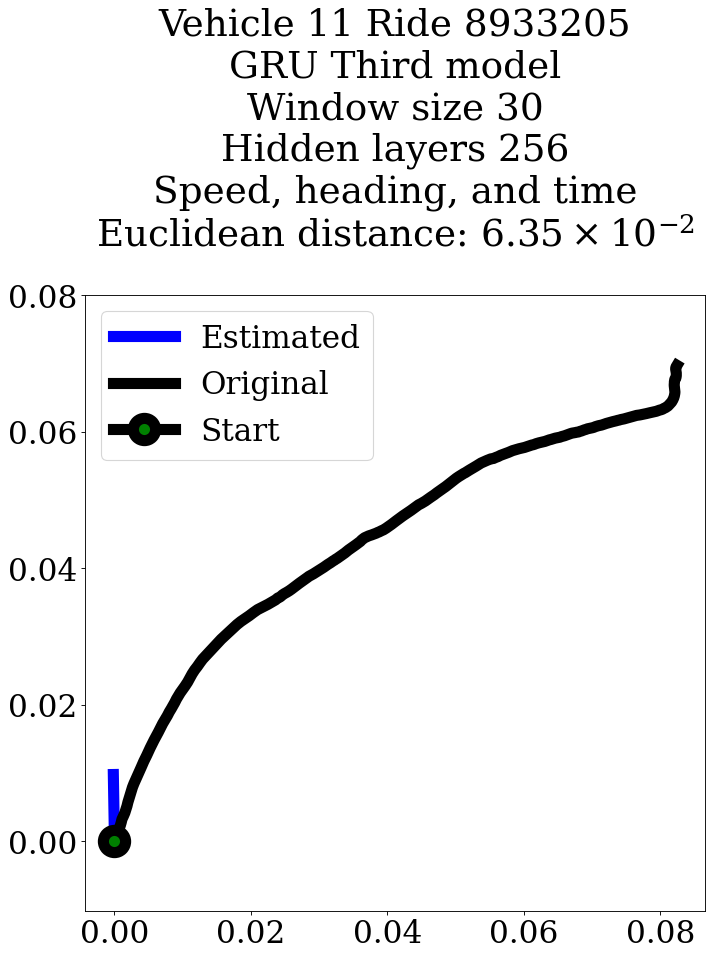 Vehicle 11 Ride 8933205
GRU Third model
Window size 30
Hidden layers 256
Speed, heading, and time
Euclidean distance: 6.35 × 10⁻²
0.08
Estimated
Original
Start
0.06
0.04
0.02
0.00
0.00 0.02 0.04 0.06 0.08